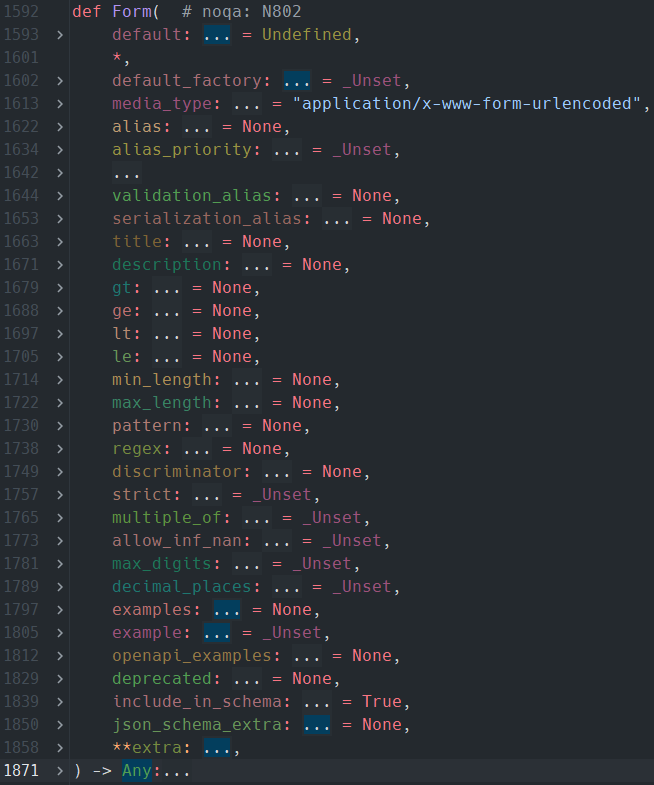 1592 def Form(  # noqa: N802
1593 > default: ... = Undefined,
1601 *,
1602 > default_factory: ... = _Unset,
1613 > media_type: ... = "application/x-www-form-urlencoded",
1622 > alias: ... = None,
1634 > alias_priority: ... = _Unset,
1642 > ...
1644 > validation_alias: ... = None,
1653 > serialization_alias: ... = None,
1663 > title: ... = None,
1671 > description: ... = None,
1679 > gt: ... = None,
1688 > ge: ... = None,
1697 > lt: ... = None,
1705 > le: ... = None,
1714 > min_length: ... = None,
1722 > max_length: ... = None,
1730 > pattern: ... = None,
1738 > regex: ... = None,
1749 > discriminator: ... = None,
1757 > strict: ... = _Unset,
1765 > multiple_of: ... = _Unset,
1773 > allow_inf_nan: ... = _Unset,
1781 > max_digits: ... = _Unset,
1789 > decimal_places: ... = _Unset,
1797 > examples: ... = None,
1805 > example: ... = _Unset,
1812 > openapi_examples: ... = None,
1829 > deprecated: ... = None,
1839 > include_in_schema: ... = True,
1850 > json_schema_extra: ... = None,
1858 > **extra: ...,
1871 > ) -> Any:...